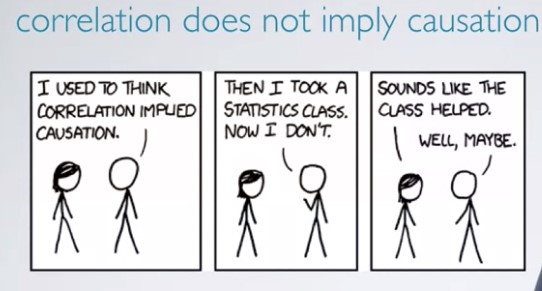 correlation does not imply causation
I USED TO THINK
CORRELATION IMPLIED
CAUSATION.
THEN I TOOK A
STATISTICS CLASS.
NOW I DON'T.
SOUNDS LIKE THE
CLASS HELPED.
WELL, MAYBE.